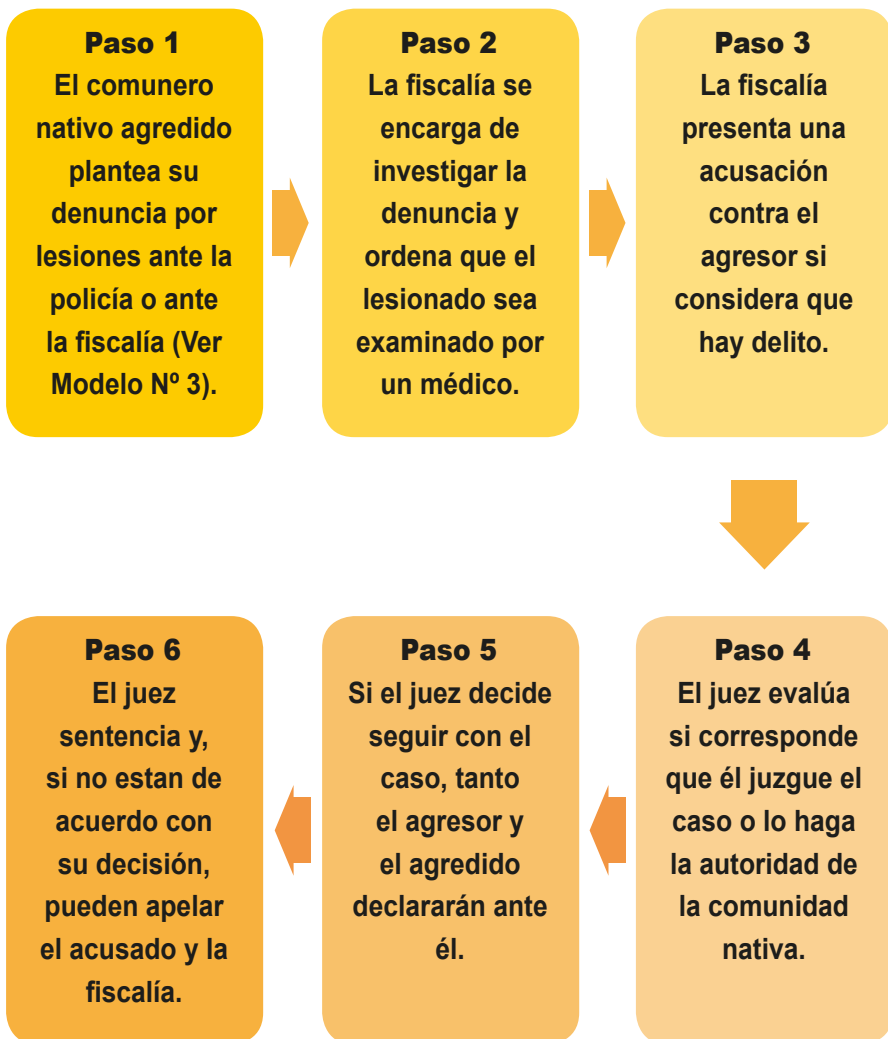 Paso 1
El comunero
nativo agredido
plantea su
denuncia por
lesiones ante la
policía o ante
la fiscalía (Ver
Modelo Nº 3).
Paso 2
La fiscalía se
encarga de
investigar la
denuncia y
ordena que el
lesionado sea
examinado por
un médico.
Paso 3
La fiscalía
presenta una
acusación
contra el
agresor si
considera que
hay delito.
Paso 4
El juez evalúa
si corresponde
que él juzgue el
caso o lo haga
la autoridad de
la comunidad
nativa.
Paso 5
Si el juez decide
seguir con el
caso, tanto
el agresor y
el agredido
declararán ante
él.
Paso 6
El juez
sentencia y,
si no estan de
acuerdo con
su decisión,
pueden apelar
el acusado y la
fiscalía.